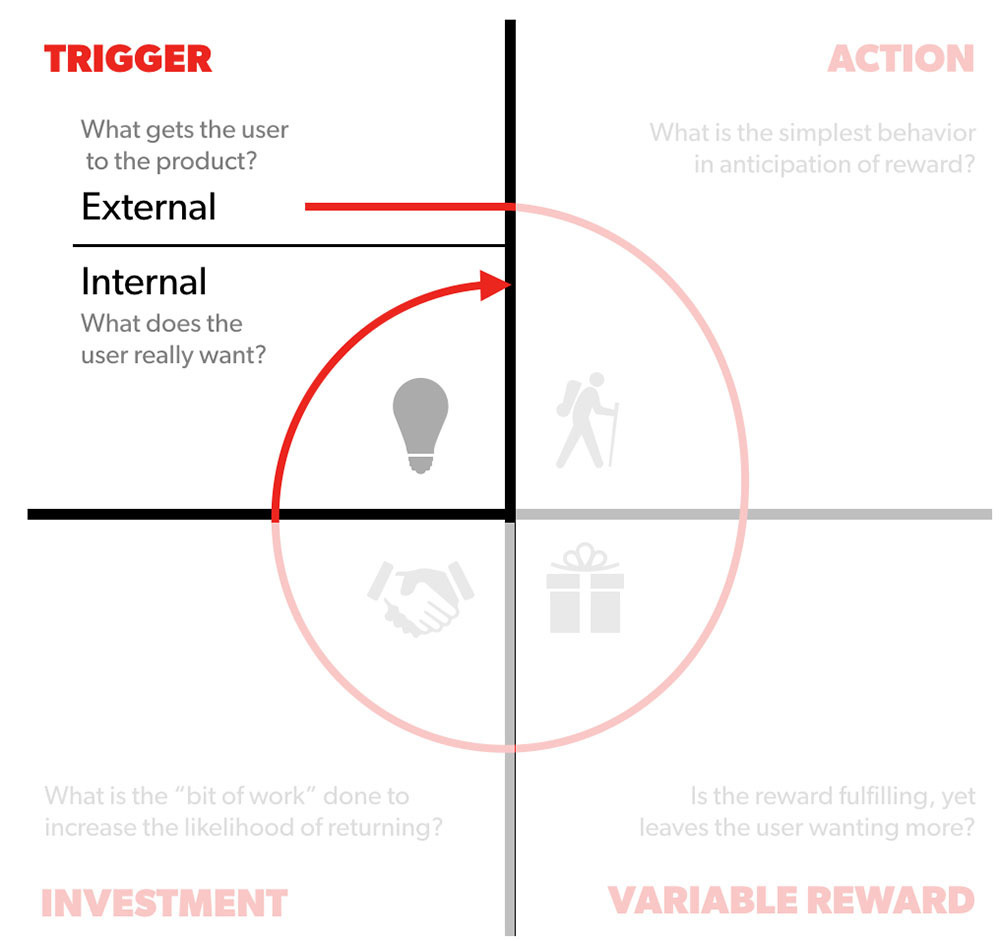 TRIGGER
ACTION
What gets the user
to the product?
What is the simplest behavior
in anticipation of reward?
External
Internal
What does the
user really want?
What is the “bit of work” done to
increase the likelihood of returning?
Is the reward fulfilling, yet
leaves the user wanting more?
INVESTMENT
VARIABLE REWARD